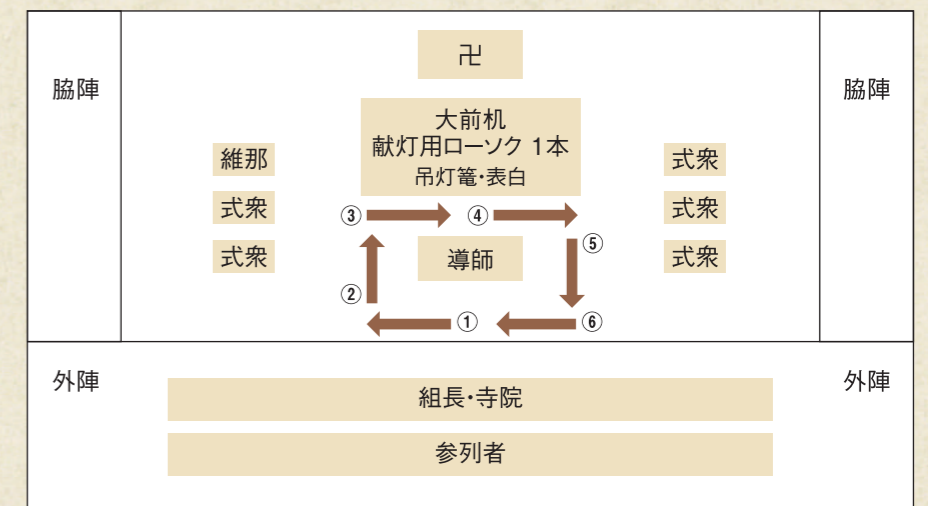 卍
脇陣
脇陣
大前机
献灯用ローソク 1本
吊灯篭・表白
維那
式衆
式衆
式衆
式衆
式衆
③
④
⑤
導師
②
①
⑥
外陣
外陣
組長・寺院
参列者